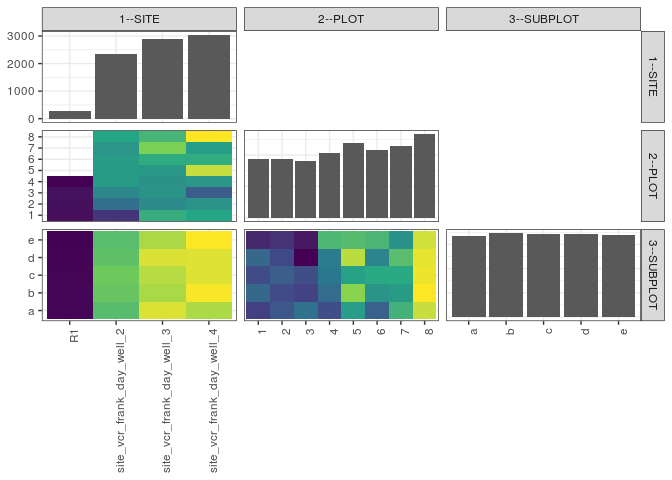 1--SITE 2--PLOT 3--SUBPLOT
3000
2000
1000
0
1--SITE
8
7
6
5
4
3
2
1
2--PLOT
e
d
c
b
a
3--SUBPLOT
R1 site_vcr_frank_day_well_2 site_vcr_frank_day_well_3 site_vcr_frank_day_well_4 1 2 3 4 5 6 7 8 a b c d e